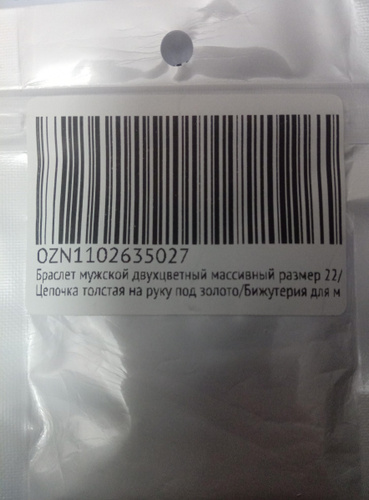 OZN1102635027
Браслет мужской двухцветный массивный размер 22/
Цепочка толстая на руку под золото/Бижутерия для м